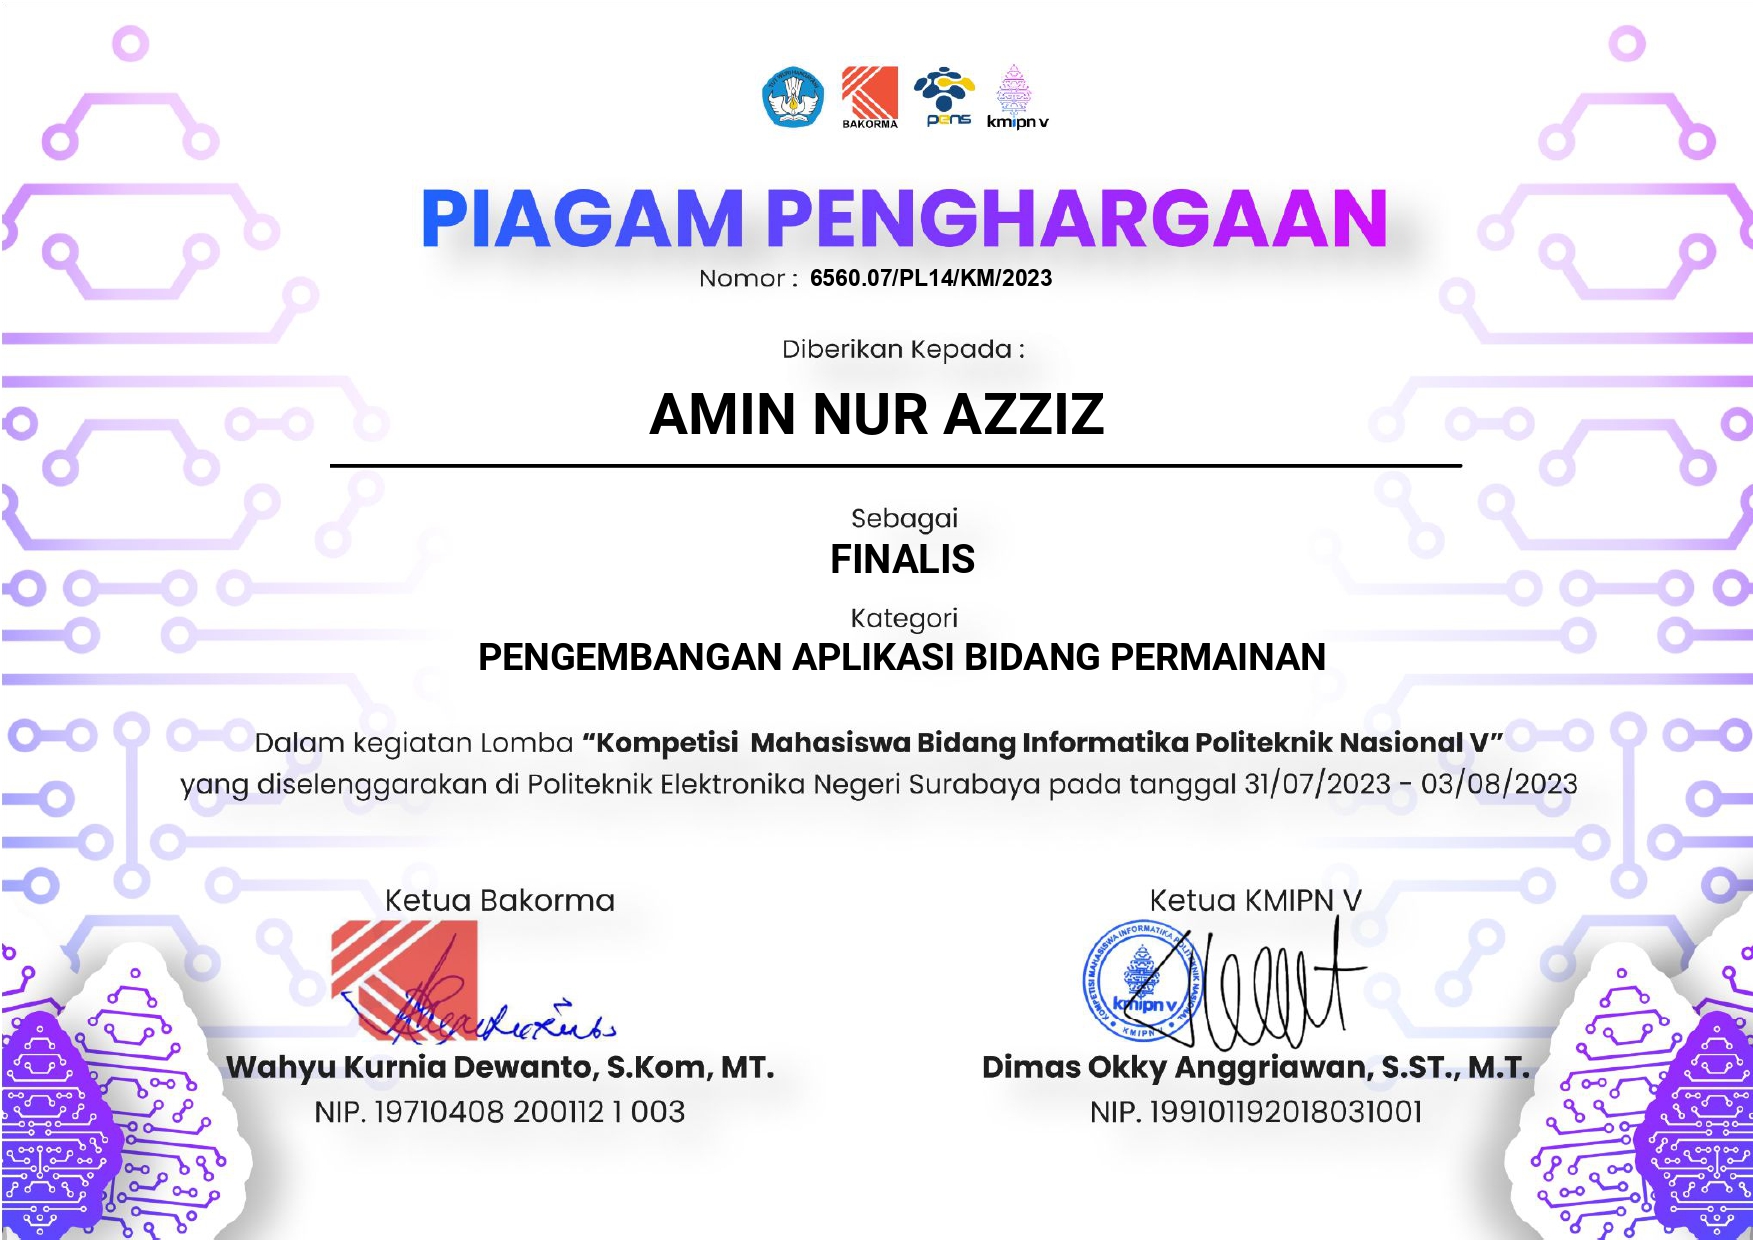 BAKORMA
pens
kmipn v
PIAGAM PENGHARGAAN
Nomor : 6560.07/PL14/KM/2023
Diberikan Kepada :
AMIN NUR AZZIZ
Sebagai
FINALIS
Kategori
PENGEMBANGAN APLIKASI BIDANG PERMAINAN
Dalam kegiatan Lomba “Kompetisi Mahasiswa Bidang Informatika Politeknik Nasional V”
yang diselenggarakan di Politeknik Elektronika Negeri Surabaya pada tanggal 31/07/2023 - 03/08/2023
Ketua Bakorma
Ketua KMIPN V
KOMPETISI MAHASISWA INFORMATIKA POLITEKNIK NASIONAL
kmipn v
KMIPN V
Wahyu Kurnia Dewanto, S.Kom, MT.
Dimas Okky Anggriawan, S.ST., M.T.
NIP. 19710408 200112 1 003
NIP. 199101192018031001